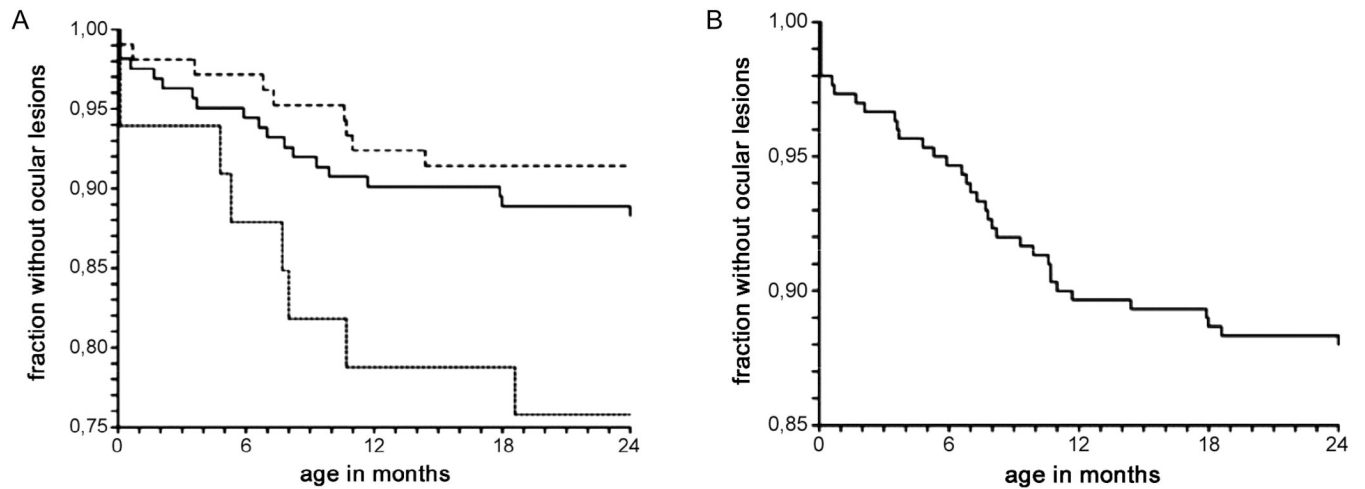 A
fraction without ocular lesions
1,00
0,95
0,90
0,85
0,80
0,75
0 6 12 18 24
age in months
B
fraction without ocular lesions
1,00
0,95
0,90
0,85
0 6 12 18 24
age in months